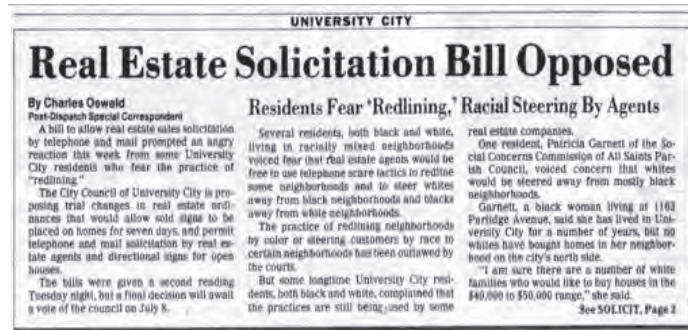 UNIVERSITY CITY
Real Estate Solicitation Bill Opposed
By Charles Oswald
Post-Dispatch Special Correspondent
A bill to allow real estate sales solicitation
by telephone and mail prompted an angry
reaction this week from some University
City residents who fear the practice of
"redlining."
The City Council of University City is pro-
posing trial changes in real estate ordi-
nances that would allow sold signs to be
placed on homes for seven days, and permit
telephone and mail solicitation by real es-
tate agents and directional signs for open
houses.
The bills were given a second reading
Tuesday night, but a final decision will await
a vote of the council on July 8.
Residents Fear 'Redlining,' Racial Steering By Agents
Several residents, both black and white,
living in racially mixed neighborhoods
voiced fear that real estate agents would be
free to use telephone scare tactics to redline
some neighborhoods and to steer whites
away from black neighborhoods and blacks
away from white neighborhoods.
The practice of redlining neighborhoods
by color or steering customers by race to
certain neighborhoods has been outlawed by
the courts.
But some longtime University City resi-
dents, both black and white, complained that
the practices are still being used by some
real estate companies.
One resident, Patricia Garnett of the So-
cial Concerns Commission of All Saints Par-
ish Council, voiced concern that whites
would be steered away from mostly black
neighborhoods.
Garnett, a black woman living at 1163
Partidge Avenue, said she has lived in Uni-
versity City for a number of years, but no
whites have bought homes in her neighbor-
hood on the city's north side.
"I am sure there are a number of white
families who would like to buy houses in the
$40,000 to $50,000 range," she said.
See SOLICIT, Page 2